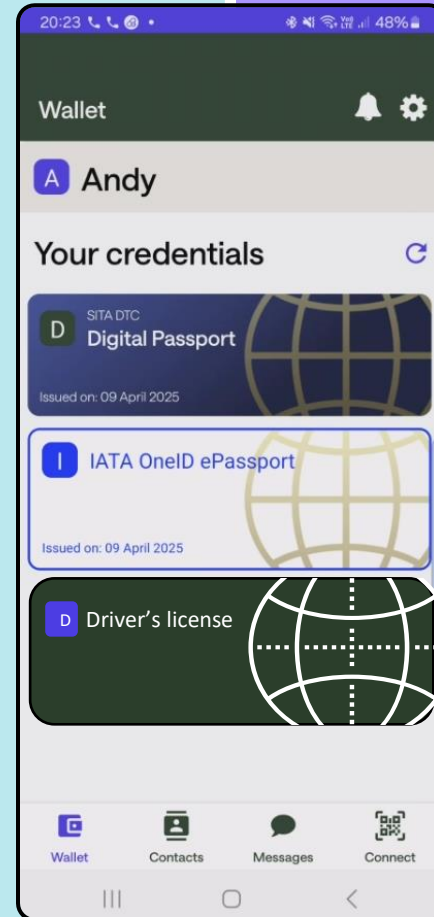 20:23
48%
Wallet
A Andy
Your credentials
D
SITA DTC
Digital Passport
Issued on: 09 April 2025
I IATA OneID ePassport
Issued on: 09 April 2025
D Driver's license
Wallet Contacts Messages Connect